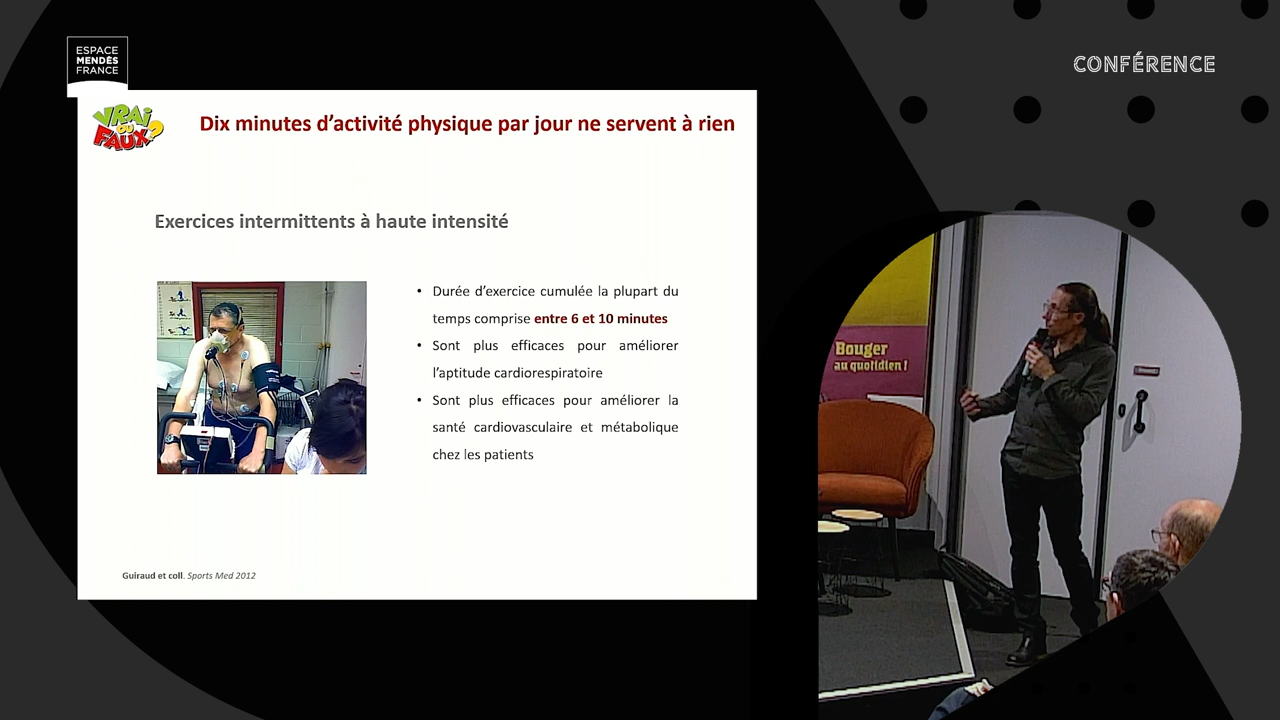 ESPACE
MENDÈS
FRANCE
CONFÉRENCE
VRAI
OU
FAUX?
Dix minutes d'activité physique par jour ne servent à rien
Exercices intermittents à haute intensité
• Durée d'exercice cumulée la plupart du
temps comprise entre 6 et 10 minutes
• Sont plus efficaces pour améliorer
l'aptitude cardiorespiratoire
• Sont plus efficaces pour améliorer la
santé cardiovasculaire et métabolique
chez les patients
Guiraud et coll. Sports Med 2012
Bouger
au quotidien !